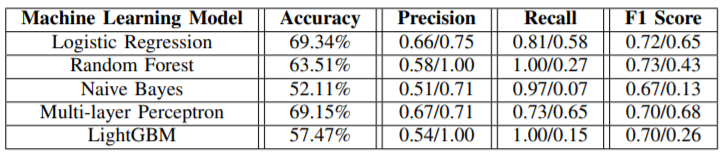 Machine Learning Model Accuracy Precision Recall F1 Score
Logistic Regression 69.34% 0.66/0.75 0.81/0.58 0.72/0.65
Random Forest 63.51% 0.58/1.00 1.00/0.27 0.73/0.43
Naive Bayes 52.11% 0.51/0.71 0.97/0.07 0.67/0.13
Multi-layer Perceptron 69.15% 0.67/0.71 0.73/0.65 0.70/0.68
LightGBM 57.47% 0.54/1.00 1.00/0.15 0.70/0.26